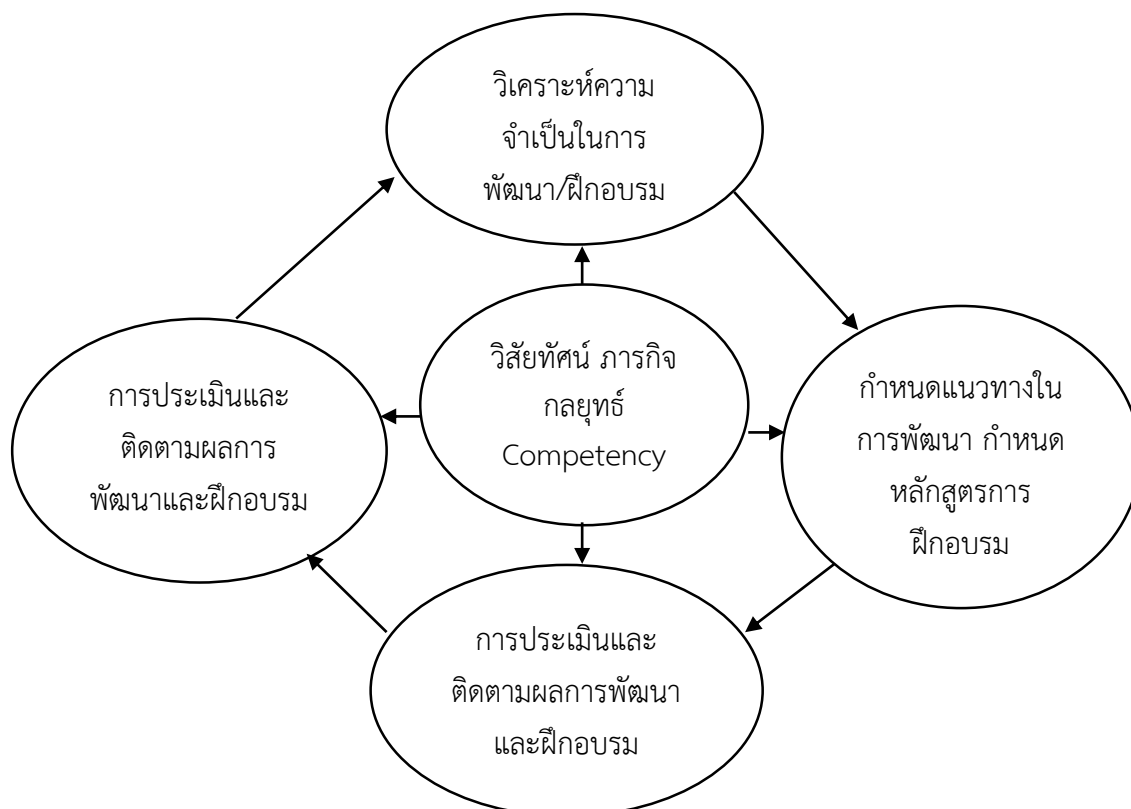 วิเคราะห์ความ
จำเป็นในการ
พัฒนา/ฝึกอบรม
วิสัยทัศน์ ภารกิจ
กลยุทธ์
Competency
การประเมินและ
ติดตามผลการ
พัฒนาและฝึกอบรม
กำหนดแนวทางใน
การพัฒนา กำหนด
หลักสูตรการ
ฝึกอบรม
การประเมินและ
ติดตามผลการพัฒนา
และฝึกอบรม